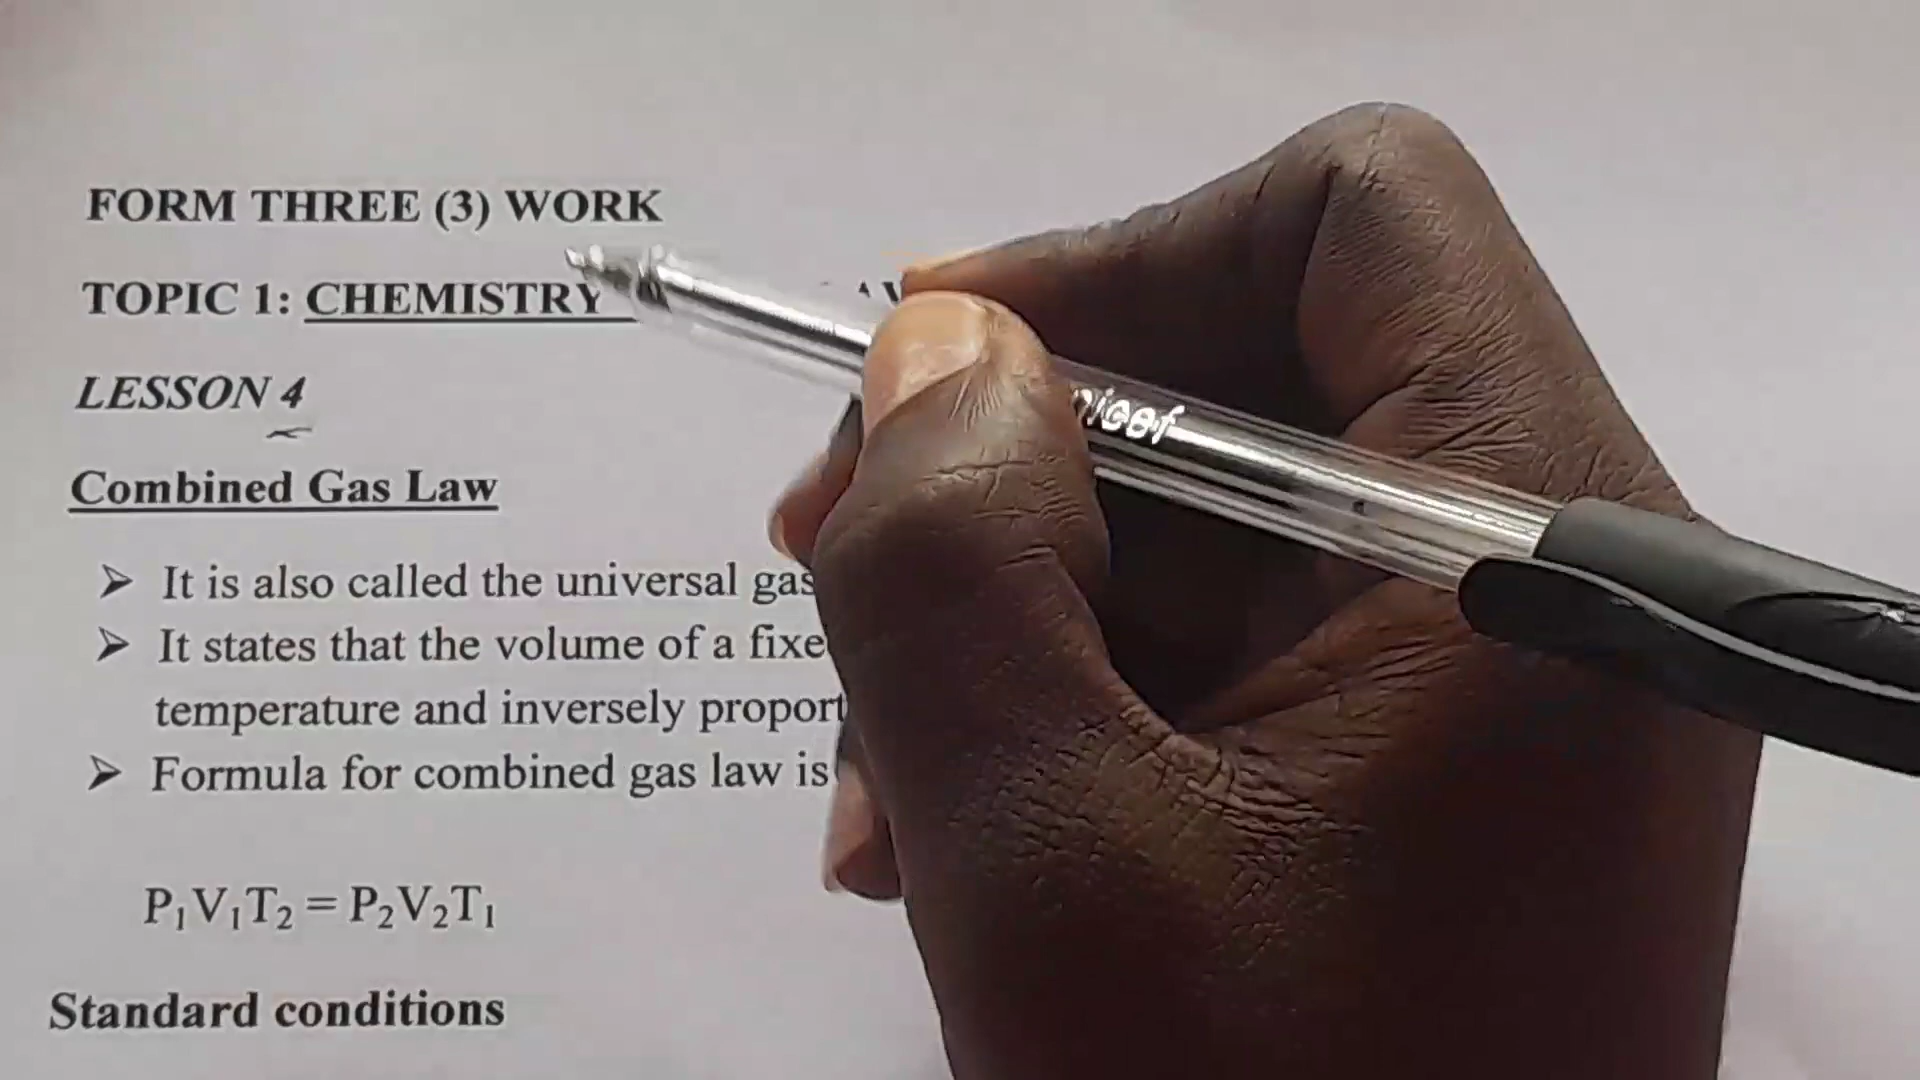 FORM THREE (3) WORK
TOPIC 1: CHEMISTRY
LESSON 4
Combined Gas Law
➢ It is also called the universal gas
➢ It states that the volume of a fixe
temperature and inversely proport
➢ Formula for combined gas law is
P₁V₁T₂ = P₂V₂T₁
Standard conditions
nicef